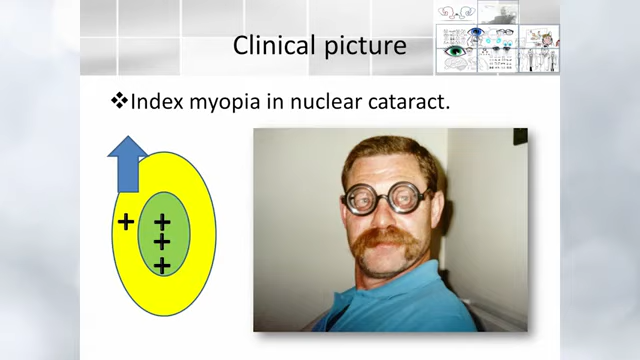 Clinical picture
❖Index myopia in nuclear cataract.
+ +
+
+